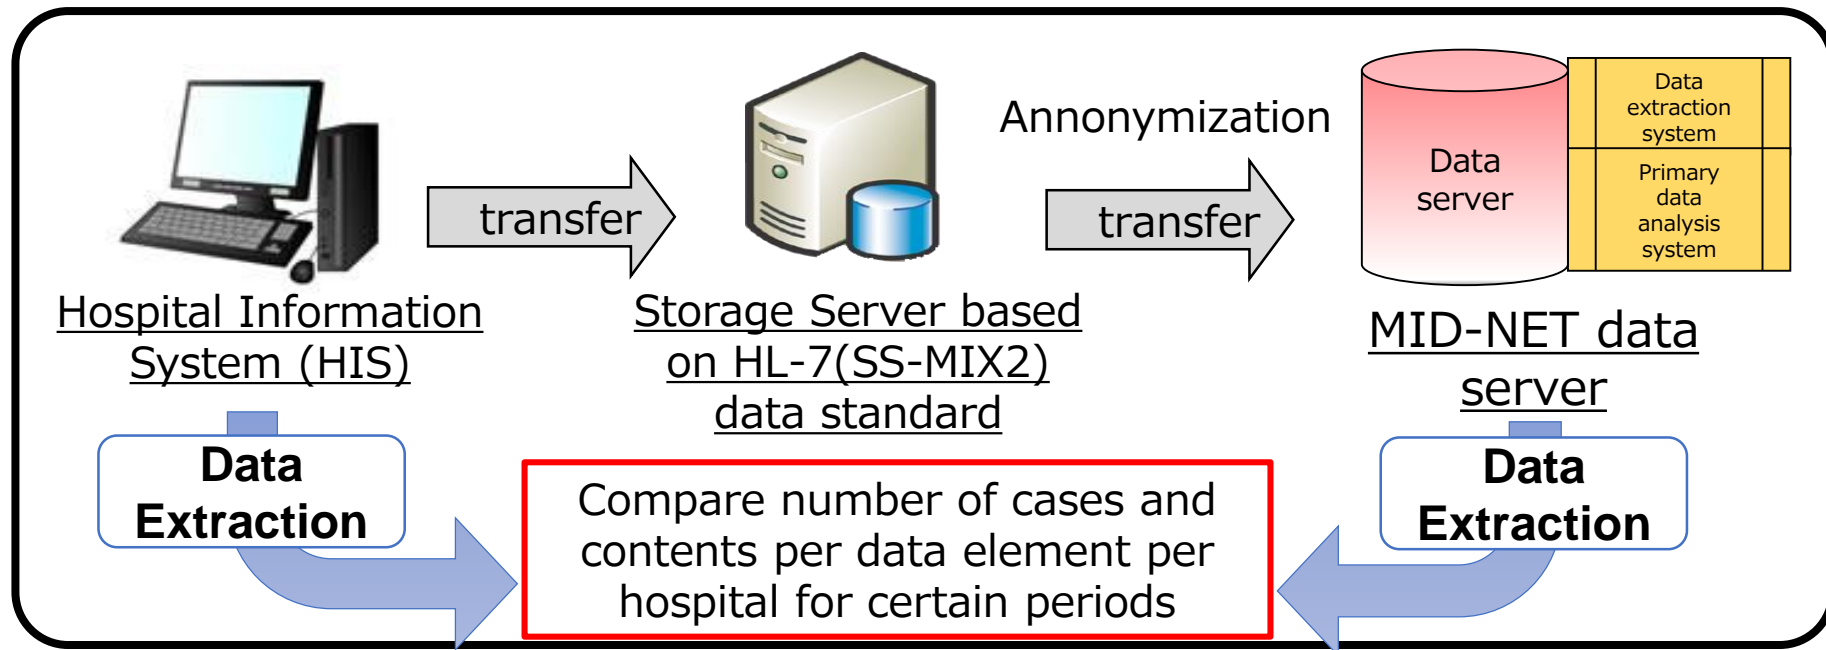 transfer
Annonymization
transfer
Data
server
Data
extraction
system
Primary
data
analysis
system
Hospital Information
System (HIS)
Storage Server based
on HL-7(SS-MIX2)
data standard
MID-NET data
server
Data
Extraction
Compare number of cases and
contents per data element per
hospital for certain periods
Data
Extraction